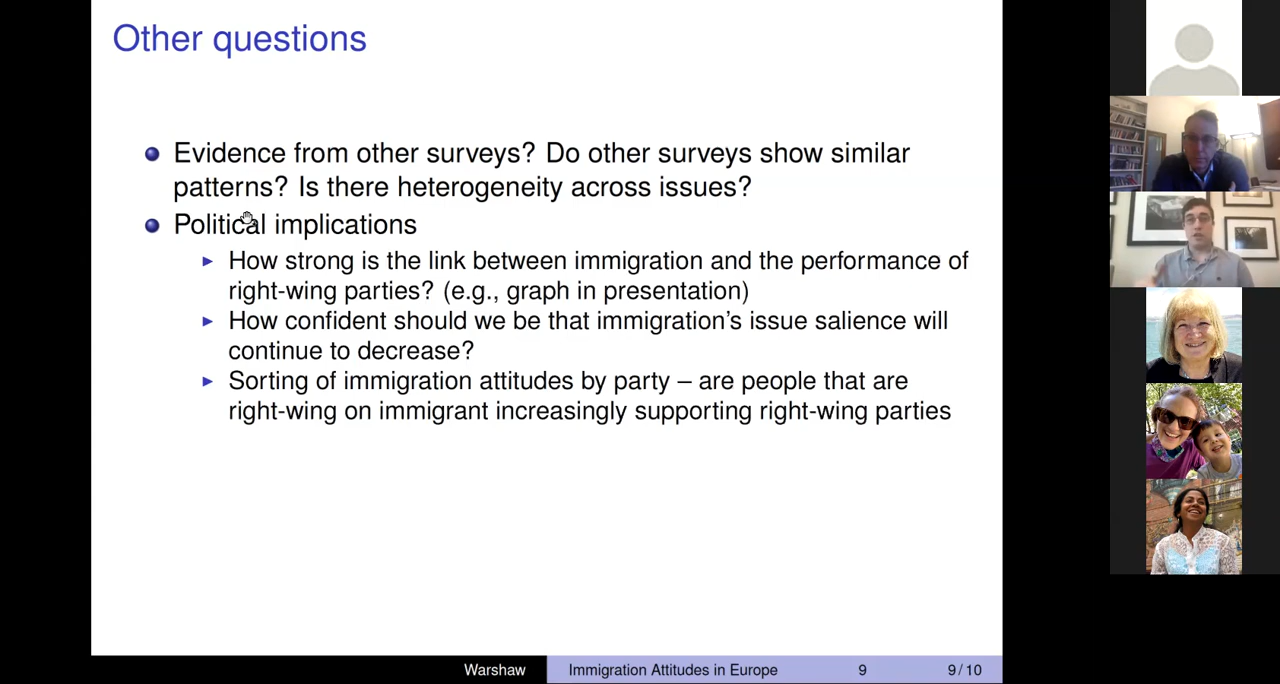 Other questions
Evidence from other surveys? Do other surveys show similar
patterns? Is there heterogeneity across issues?
Political implications
How strong is the link between immigration and the performance of
right-wing parties? (e.g., graph in presentation)
How confident should we be that immigration's issue salience will
continue to decrease?
Sorting of immigration attitudes by party – are people that are
right-wing on immigrant increasingly supporting right-wing parties
Warshaw Immigration Attitudes in Europe 9 9/10